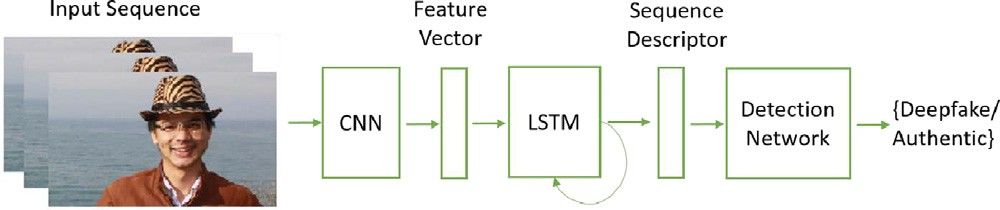 Input Sequence
Feature
Vector
Sequence
Descriptor
CNN
LSTM
Detection
Network
{Deepfake/
Authentic}